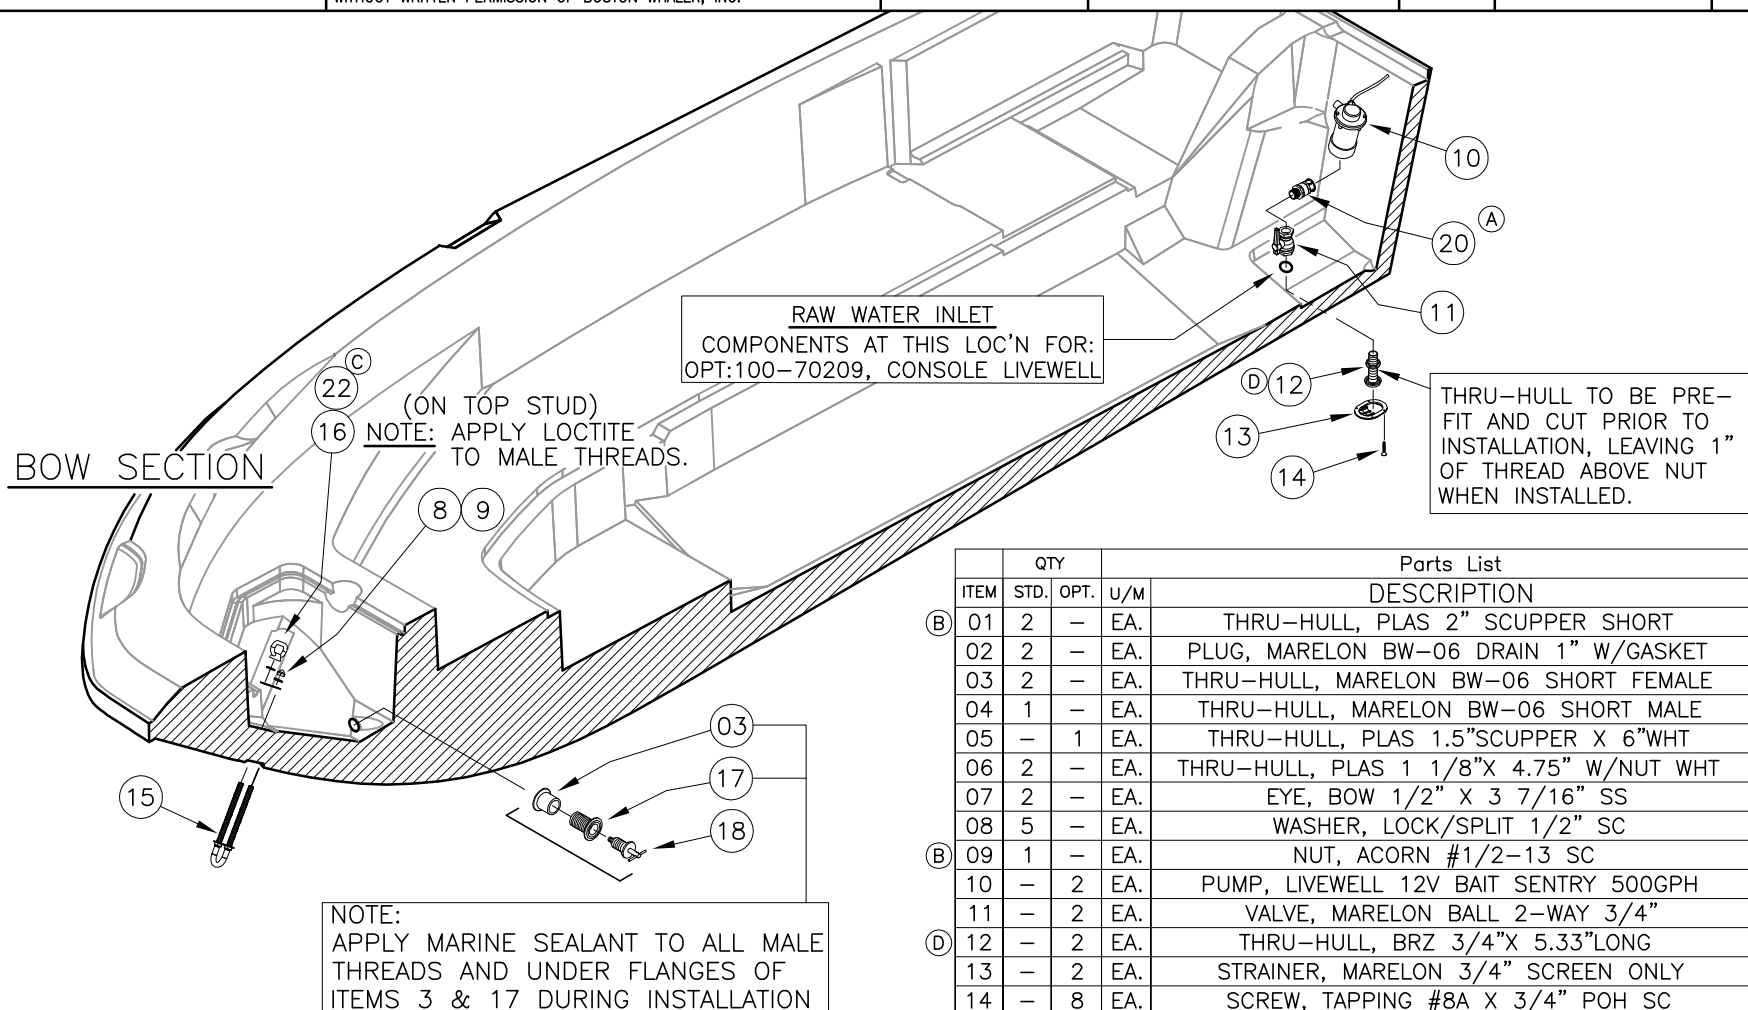 WITHOUT WRITTEN PERMISSION OF BOSTON WHALER, INC.
10
A
20
11
RAW WATER INLET
COMPONENTS AT THIS LOC'N FOR:
OPT:100-70209, CONSOLE LIVEWELL
D 12
13
14
THRU-HULL TO BE PRE-
FIT AND CUT PRIOR TO
INSTALLATION, LEAVING 1"
OF THREAD ABOVE NUT
WHEN INSTALLED.
C
22
16
(ON TOP STUD)
NOTE: APPLY LOCTITE
TO MALE THREADS.
BOW SECTION
8 9
03
17
18
15
NOTE:
APPLY MARINE SEALANT TO ALL MALE
THREADS AND UNDER FLANGES OF
ITEMS 3 & 17 DURING INSTALLATION
QTY Parts List
ITEM STD. OPT. U/M DESCRIPTION
B 01 2 – EA. THRU-HULL, PLAS 2" SCUPPER SHORT
02 2 – EA. PLUG, MARELON BW-06 DRAIN 1" W/GASKET
03 2 – EA. THRU-HULL, MARELON BW-06 SHORT FEMALE
04 1 – EA. THRU-HULL, MARELON BW-06 SHORT MALE
05 – 1 EA. THRU-HULL, PLAS 1.5"SCUPPER X 6"WHT
06 2 – EA. THRU-HULL, PLAS 1 1/8"X 4.75" W/NUT WHT
07 2 – EA. EYE, BOW 1/2" X 3 7/16" SS
08 5 – EA. WASHER, LOCK/SPLIT 1/2" SC
B 09 1 – EA. NUT, ACORN #1/2-13 SC
10 – 2 EA. PUMP, LIVEWELL 12V BAIT SENTRY 500GPH
11 – 2 EA. VALVE, MARELON BALL 2-WAY 3/4"
D 12 – 2 EA. THRU-HULL, BRZ 3/4"X 5.33"LONG
13 – 2 EA. STRAINER, MARELON 3/4" SCREEN ONLY
14 – 8 EA. SCREW, TAPPING #8A X 3/4" POH SC